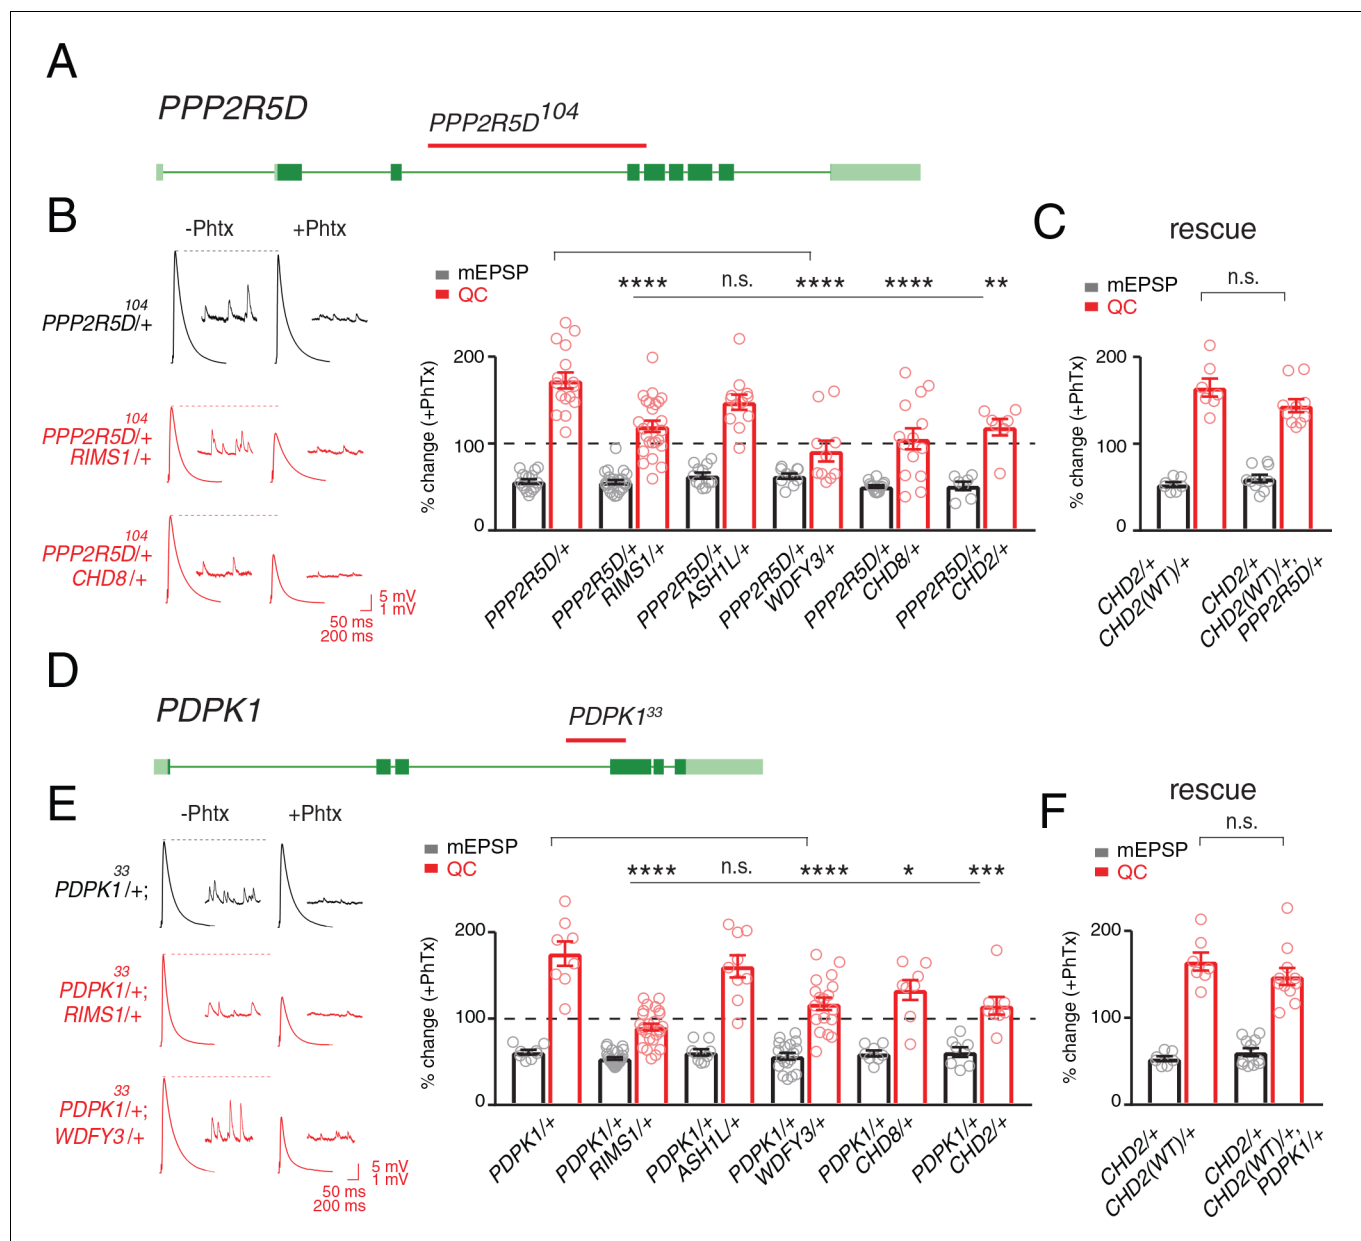 A
PPP2R5D
PPP2R5D104
B
-Phtx +Phtx
104
PPP2R5D/+
104
PPP2R5D/+
RIMS1/+
104
PPP2R5D/+
CHD8/+
5 mV
1 mV
50 ms
200 ms
mEPSP
QC
**** n.s. **** **** **
% change (+PhTx)
200
100
0
PPP2R5D/+
PPP2R5D/+
RIMS1/+
PPP2R5D/+
ASH1L/+
PPP2R5D/+
WDFY3/+
PPP2R5D/+
CHD8/+
PPP2R5D/+
CHD2/+
C
rescue
n.s.
mEPSP
QC
% change (+PhTx)
200
100
0
CHD2/+
CHD2(WT)/+
CHD2/+
CHD2(WT)/+,
PPP2R5D/+
D
PDPK1
PDPK133
E
-Phtx +Phtx
33
PDPK1/+;
33
PDPK1/+;
RIMS1/+
33
PDPK1/+;
WDFY3/+
5 mV
1 mV
50 ms
200 ms
mEPSP
QC
**** n.s. **** * ***
% change (+PhTx)
200
100
0
PDPK1/+
PDPK1/+
RIMS1/+
PDPK1/+
ASH1L/+
PDPK1/+
WDFY3/+
PDPK1/+
CHD8/+
PDPK1/+
CHD2/+
F
rescue
n.s.
mEPSP
QC
% change (+PhTx)
200
100
0
CHD2/+
CHD2(WT)/+
CHD2/+
CHD2(WT)/+,
PDPK1/+